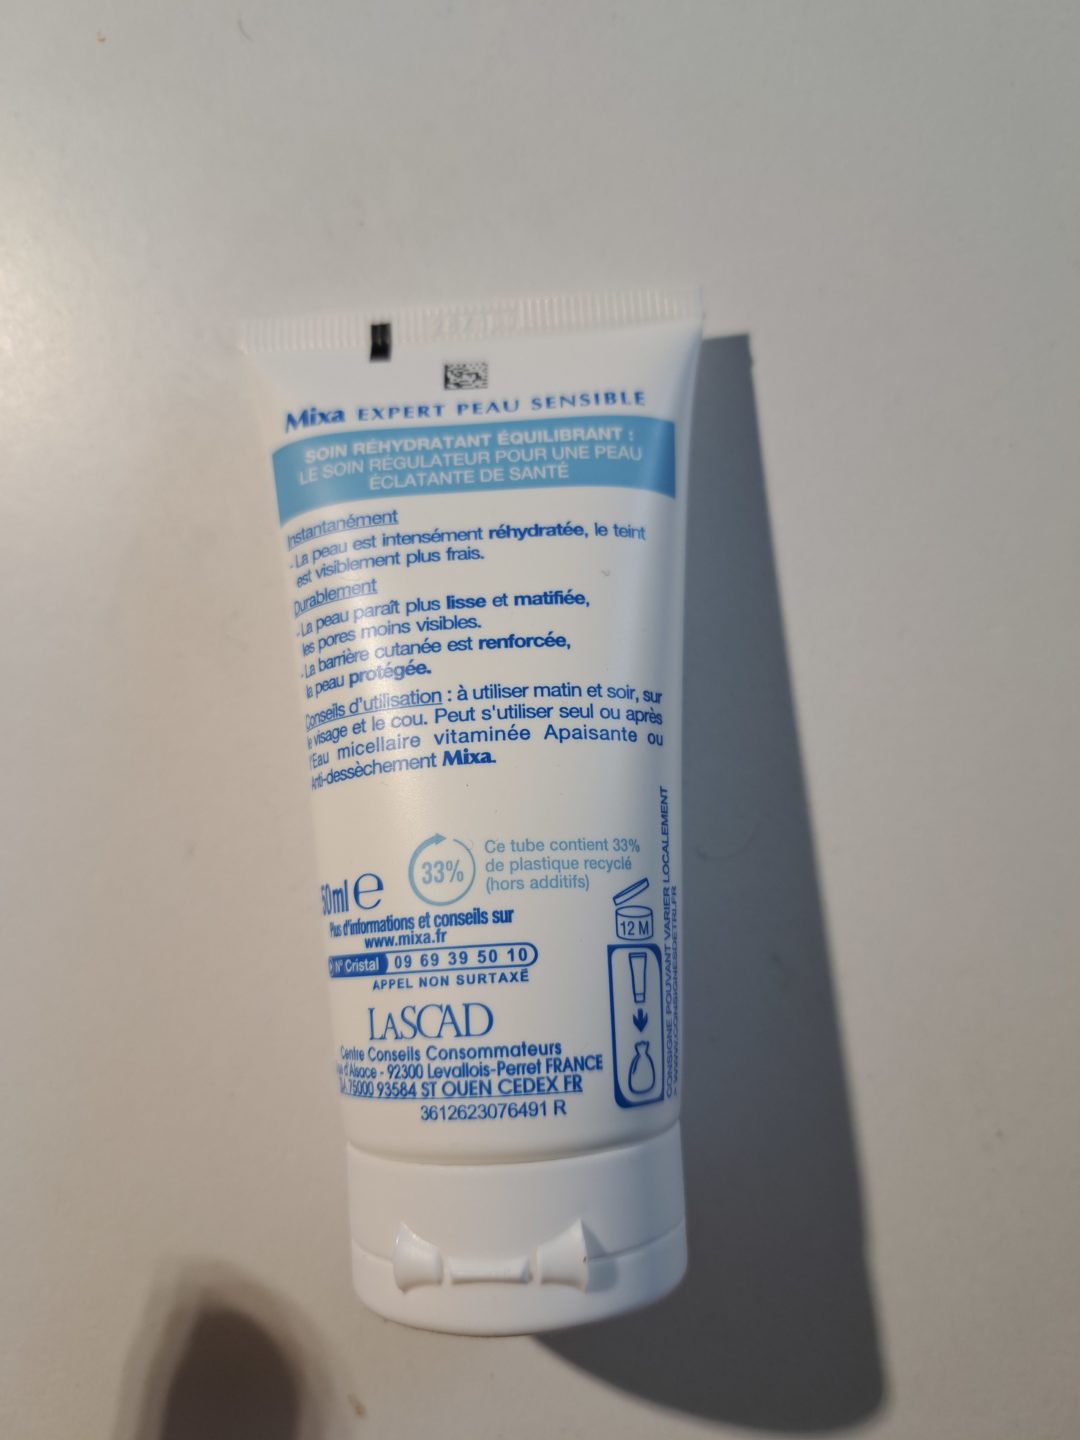 Mixa EXPERT PEAU SENSIBLE
SOIN RÉHYDRATANT ÉQUILIBRANT :
LE SOIN RÉGULATEUR POUR UNE PEAU
ÉCLATANTE DE SANTÉ
Instantanément
- La peau est intensément réhydratée, le teint
est visiblement plus frais.
Durablement
- La peau paraît plus lisse et matifiée,
les pores moins visibles.
- La barrière cutanée est renforcée,
la peau protégée.
Conseils d'utilisation : à utiliser matin et soir, sur
le visage et le cou. Peut s'utiliser seul ou après
l'Eau micellaire vitaminée Apaisante ou
Anti-dessèchement Mixa.
33%
Ce tube contient 33%
de plastique recyclé
(hors additifs)
50ml e
Plus d'informations et conseils sur
www.mixa.fr
N° Cristal 09 69 39 50 10
APPEL NON SURTAXÉ
12 M
LASCAD
Centre Conseils Consommateurs
d'Alsace - 92300 Levallois-Perret FRANCE
75000 93584 ST OUEN CEDEX FR
3612623076491 R
CONSIGNE POUVANT VARIER LOCALEMENT
> WWW.CONSIGNESDETRI.FR